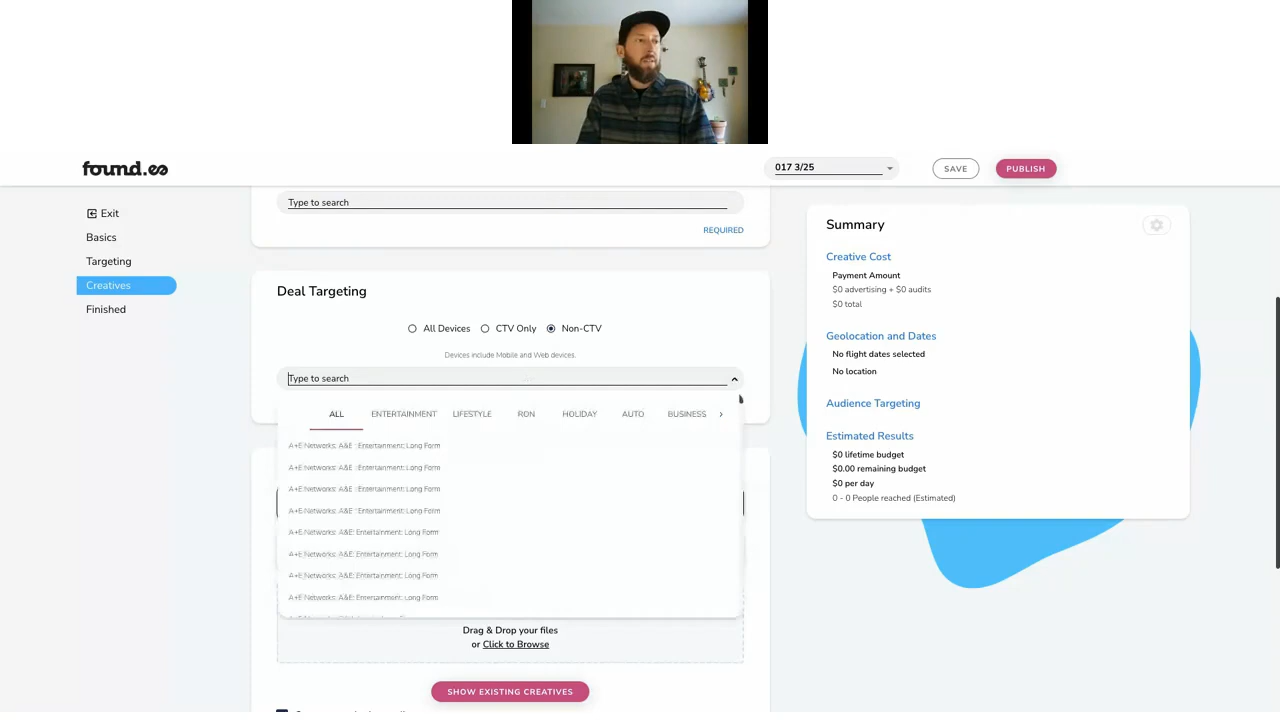 found.ee
017 3/25
SAVE
PUBLISH
Exit
Basics
Targeting
Creatives
Finished
Type to search
REQUIRED
Deal Targeting
All Devices
CTV Only
Non-CTV
Devices include Mobile and Web devices.
Type to search
ALL
ENTERTAINMENT
LIFESTYLE
RON
HOLIDAY
AUTO
BUSINESS
A+E Networks: A&E : Entertainment: Long Form
A+E Networks: A&E : Entertainment: Long Form
A+E Networks: A&E : Entertainment: Long Form
A+E Networks: A&E : Entertainment: Long Form
A+E Networks: A&E: Entertainment: Long Form
A+E Networks: A&E: Entertainment: Long Form
A+E Networks: A&E: Entertainment: Long Form
A+E Networks: A&E: Entertainment: Long Form
Drag & Drop your files
or Click to Browse
SHOW EXISTING CREATIVES
Summary
Creative Cost
Payment Amount
$0 advertising + $0 audits
$0 total
Geolocation and Dates
No flight dates selected
No location
Audience Targeting
Estimated Results
$0 lifetime budget
$0.00 remaining budget
$0 per day
0 - 0 People reached (Estimated)